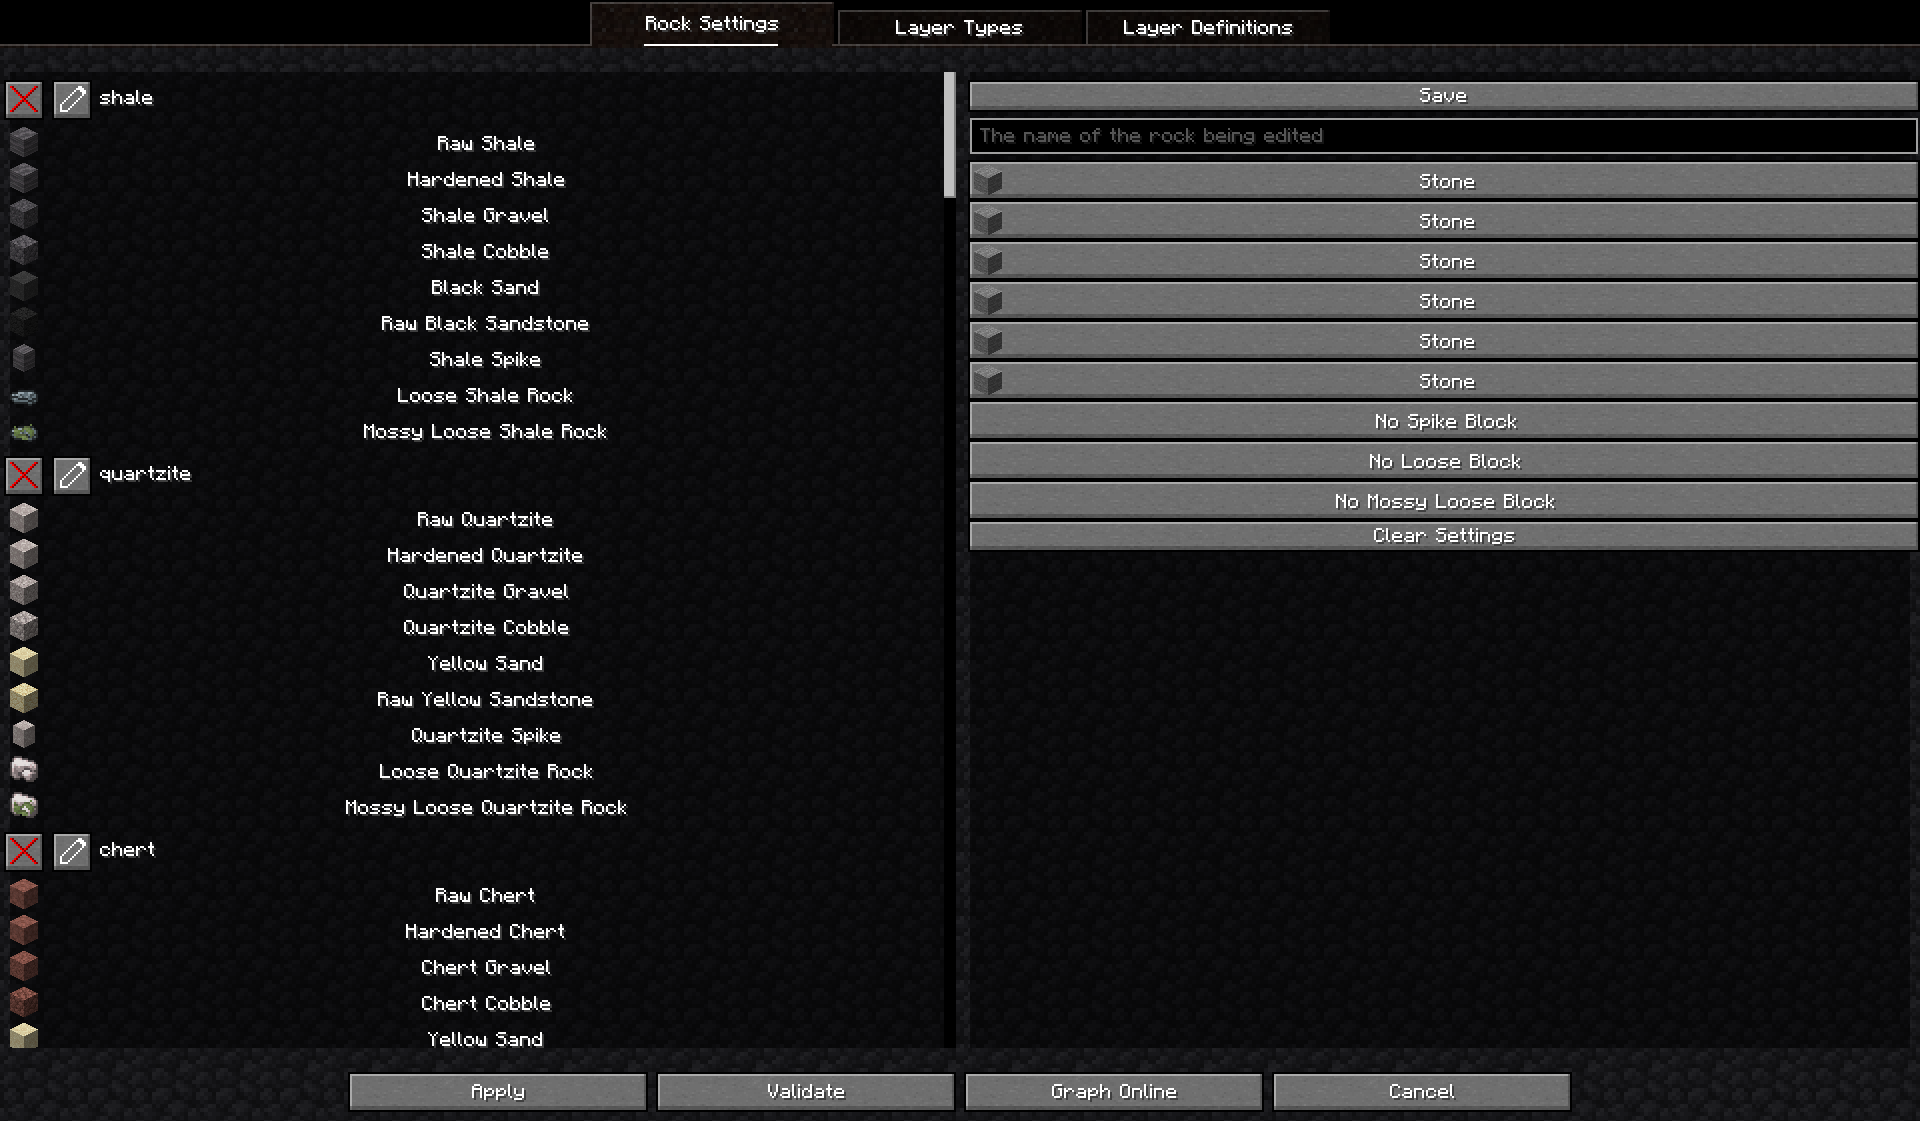 Rock Settings
Layer Types
Layer Definitions
shale
Raw Shale
Hardened Shale
Shale Gravel
Shale Cobble
Black Sand
Raw Black Sandstone
Shale Spike
Loose Shale Rock
Mossy Loose Shale Rock
quartzite
Raw Quartzite
Hardened Quartzite
Quartzite Gravel
Quartzite Cobble
Yellow Sand
Raw Yellow Sandstone
Quartzite Spike
Loose Quartzite Rock
Mossy Loose Quartzite Rock
chert
Raw Chert
Hardened Chert
Chert Gravel
Chert Cobble
Yellow Sand
Save
The name of the rock being edited
Stone
Stone
Stone
Stone
Stone
Stone
No Spike Block
No Loose Block
No Mossy Loose Block
Clear Settings
Apply
Validate
Graph Online
Cancel